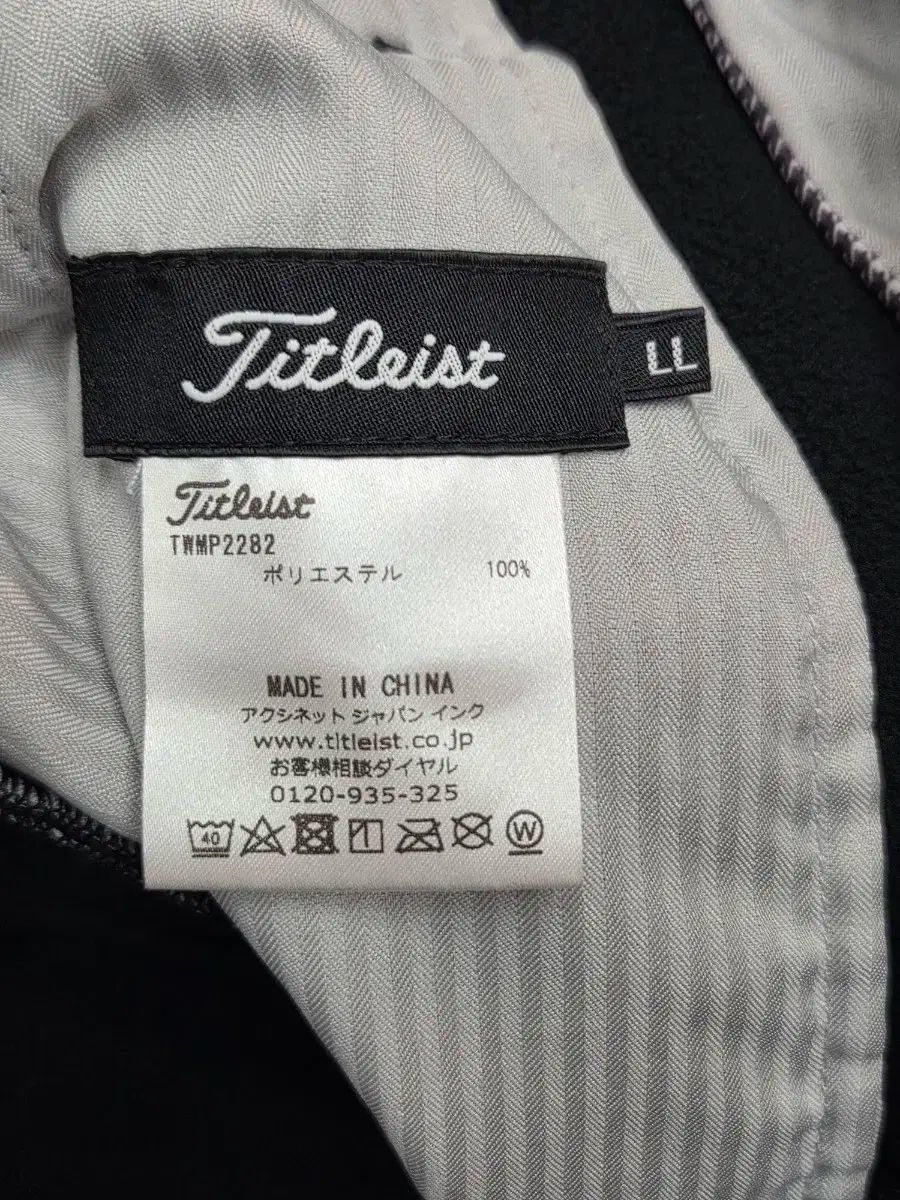 Titleist
LL
Titleist
TWMP2282
ポリエステル 100%
MADE IN CHINA
アクシネット ジャパン インク
www.titleist.co.jp
お客様相談ダイヤル
0120-935-325
40 W